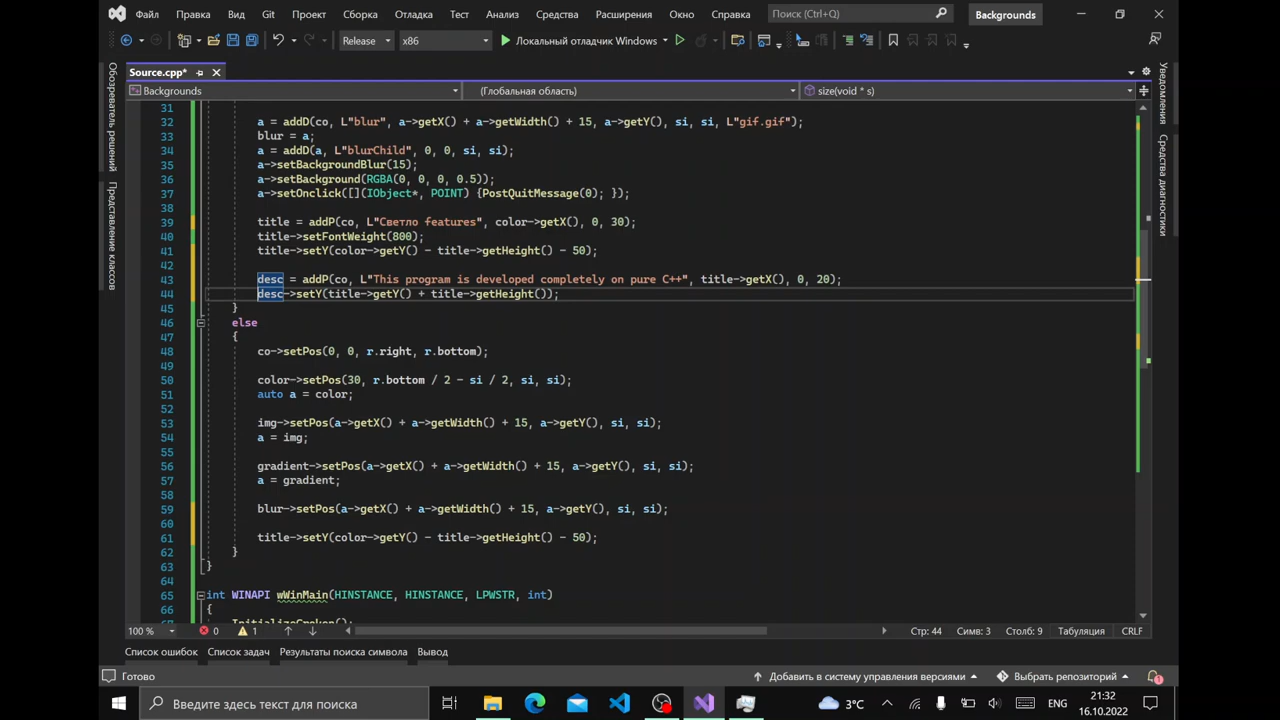 Файл Правка Вид Git Проект Сборка Отладка Тест Анализ Средства Расширения Окно Справка Поиск (Ctrl+Q) Backgrounds
Release x86 Локальный отладчик Windows
Source.cpp*
Backgrounds (Глобальная область) size(void * s)
Обозреватель решений
Представление классов
Уведомления
Средства диагностики
31
32 a = addD(co, L"blur", a->getX() + a->getWidth() + 15, a->getY(), si, si, L"gif.gif");
33 blur = a;
34 a = addD(a, L"blurChild", 0, 0, si, si);
35 a->setBackgroundBlur(15);
36 a->setBackground(RGBA(0, 0, 0, 0.5));
37 a->setOnclick([](IObject*, POINT) {PostQuitMessage(0); });
38
39 title = addP(co, L"Светло features", color->getX(), 0, 30);
40 title->setFontWeight(800);
41 title->setY(color->getY() - title->getHeight() - 50);
42
43 desc = addP(co, L"This program is developed completely on pure C++", title->getX(), 0, 20);
44 desc->setY(title->getY() + title->getHeight());
45 }
46 else
47 {
48 co->setPos(0, 0, r.right, r.bottom);
49
50 color->setPos(30, r.bottom / 2 - si / 2, si, si);
51 auto a = color;
52
53 img->setPos(a->getX() + a->getWidth() + 15, a->getY(), si, si);
54 a = img;
55
56 gradient->setPos(a->getX() + a->getWidth() + 15, a->getY(), si, si);
57 a = gradient;
58
59 blur->setPos(a->getX() + a->getWidth() + 15, a->getY(), si, si);
60
61 title->setY(color->getY() - title->getHeight() - 50);
62 }
63 }
64
65 int WINAPI wWinMain(HINSTANCE, HINSTANCE, LPWSTR, int)
66 {
100 % 0 1 Стр: 44 Симв: 3 Столб: 9 Табуляция CRLF
Список ошибок Список задач Результаты поиска символа Вывод
Готово Добавить в систему управления версиями Выбрать репозиторий 1
Введите здесь текст для поиска 3°C ENG 21:32
16.10.2022